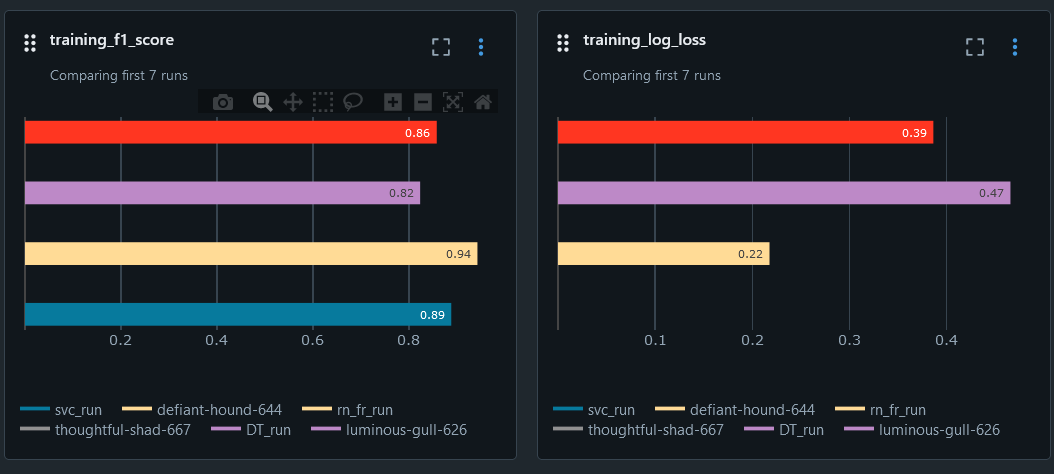 training_f1_score
Comparing first 7 runs
0.86
0.82
0.94
0.89
0.2 0.4 0.6 0.8
svc_run defiant-hound-644 rn_fr_run
thoughtful-shad-667 DT_run luminous-gull-626
training_log_loss
Comparing first 7 runs
0.39
0.47
0.22
0.1 0.2 0.3 0.4
svc_run defiant-hound-644 rn_fr_run
thoughtful-shad-667 DT_run luminous-gull-626